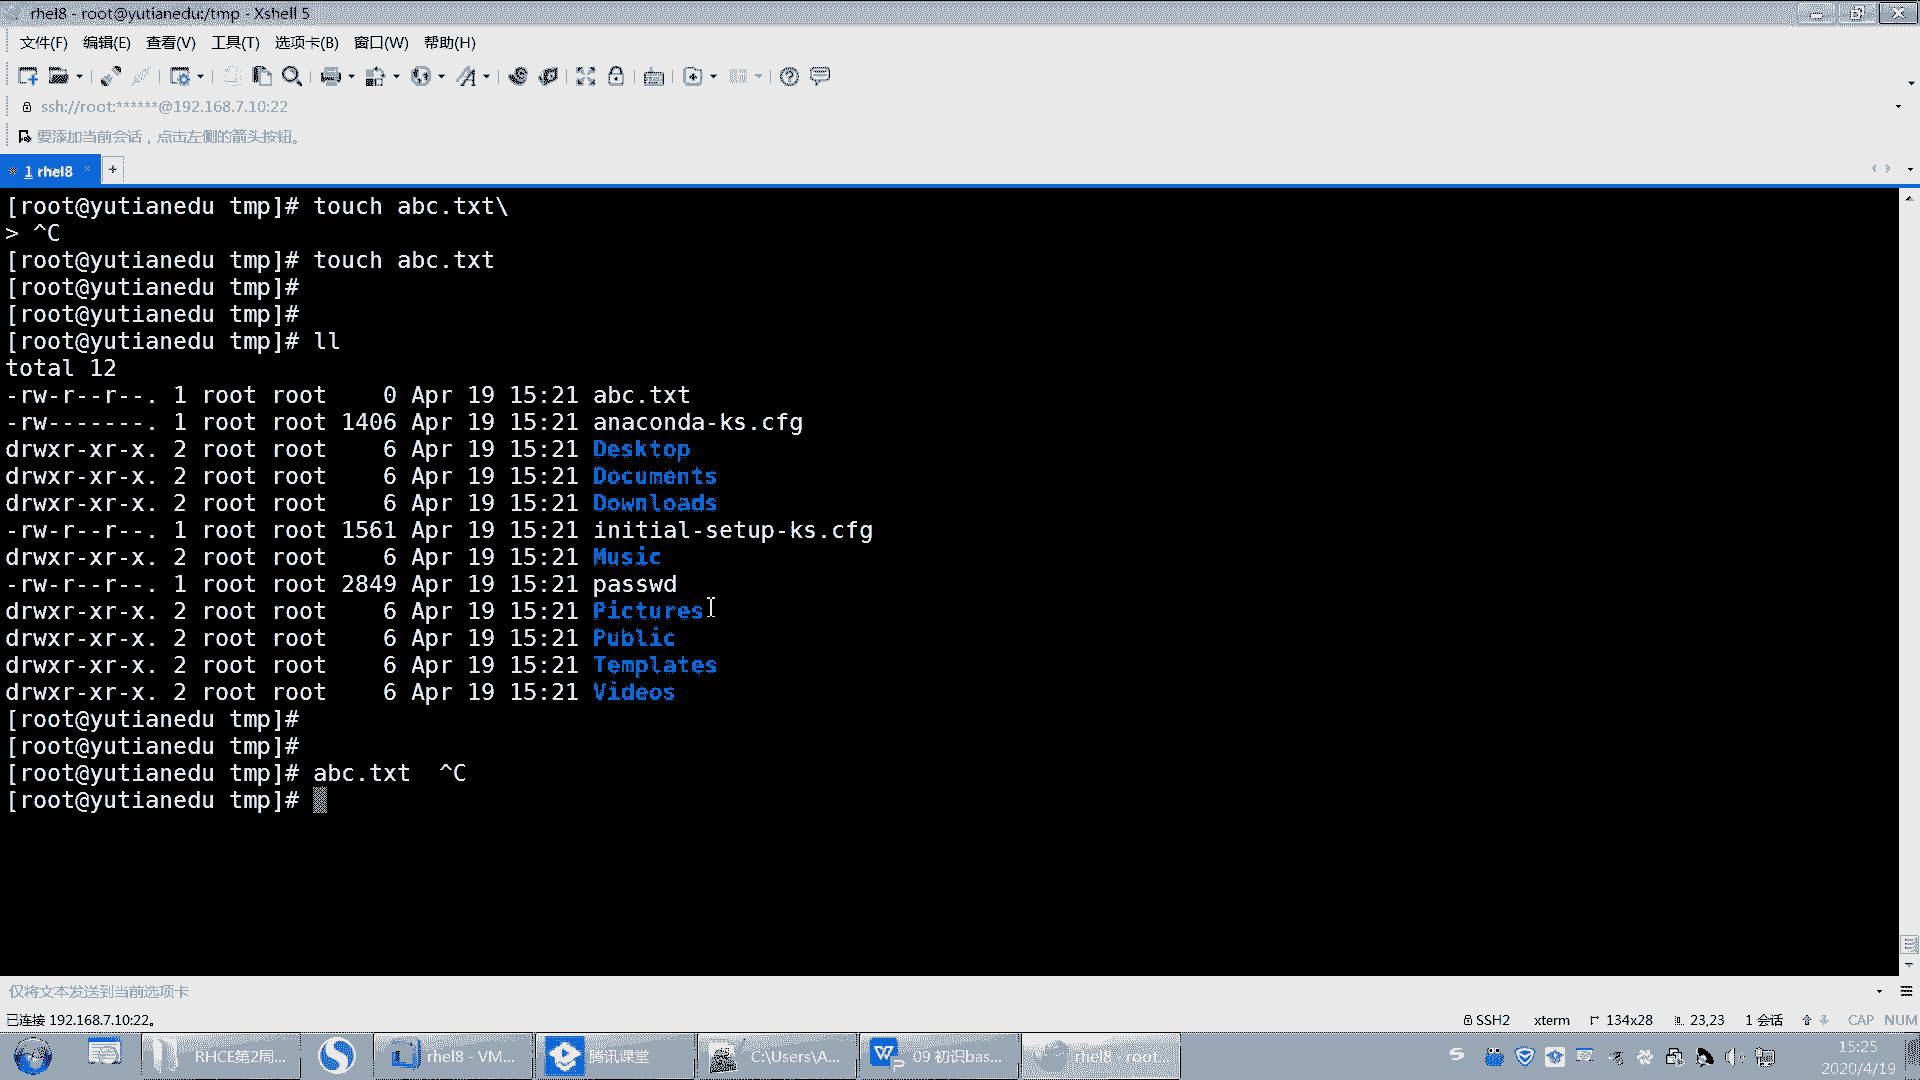 rhel8 - root@yutianedu:/tmp - Xshell 5
文件(F) 编辑(E) 查看(V) 工具(T) 选项卡(B) 窗口(W) 帮助(H)
ssh://root:******@192.168.7.10:22
要添加当前会话，点击左侧的箭头按钮。
1 rhel8 × +
[root@yutianedu tmp]# touch abc.txt\
> ^C
[root@yutianedu tmp]# touch abc.txt
[root@yutianedu tmp]#
[root@yutianedu tmp]#
[root@yutianedu tmp]# ll
total 12
-rw-r--r--. 1 root root    0 Apr 19 15:21 abc.txt
-rw-------. 1 root root 1406 Apr 19 15:21 anaconda-ks.cfg
drwxr-xr-x. 2 root root    6 Apr 19 15:21 Desktop
drwxr-xr-x. 2 root root    6 Apr 19 15:21 Documents
drwxr-xr-x. 2 root root    6 Apr 19 15:21 Downloads
-rw-r--r--. 1 root root 1561 Apr 19 15:21 initial-setup-ks.cfg
drwxr-xr-x. 2 root root    6 Apr 19 15:21 Music
-rw-r--r--. 1 root root 2849 Apr 19 15:21 passwd
drwxr-xr-x. 2 root root    6 Apr 19 15:21 Pictures
drwxr-xr-x. 2 root root    6 Apr 19 15:21 Public
drwxr-xr-x. 2 root root    6 Apr 19 15:21 Templates
drwxr-xr-x. 2 root root    6 Apr 19 15:21 Videos
[root@yutianedu tmp]#
[root@yutianedu tmp]#
[root@yutianedu tmp]# abc.txt  ^C
[root@yutianedu tmp]#
仅将文本发送到当前选项卡
已连接 192.168.7.10:22。 SSH2 xterm 134x28 23,23 1 会话 CAP NUM
RHCE第2周... rhel8 - VM... 腾讯课堂 C:\Users\A... 09 初识bas... rhel8 - root... 15:25
2020/4/19